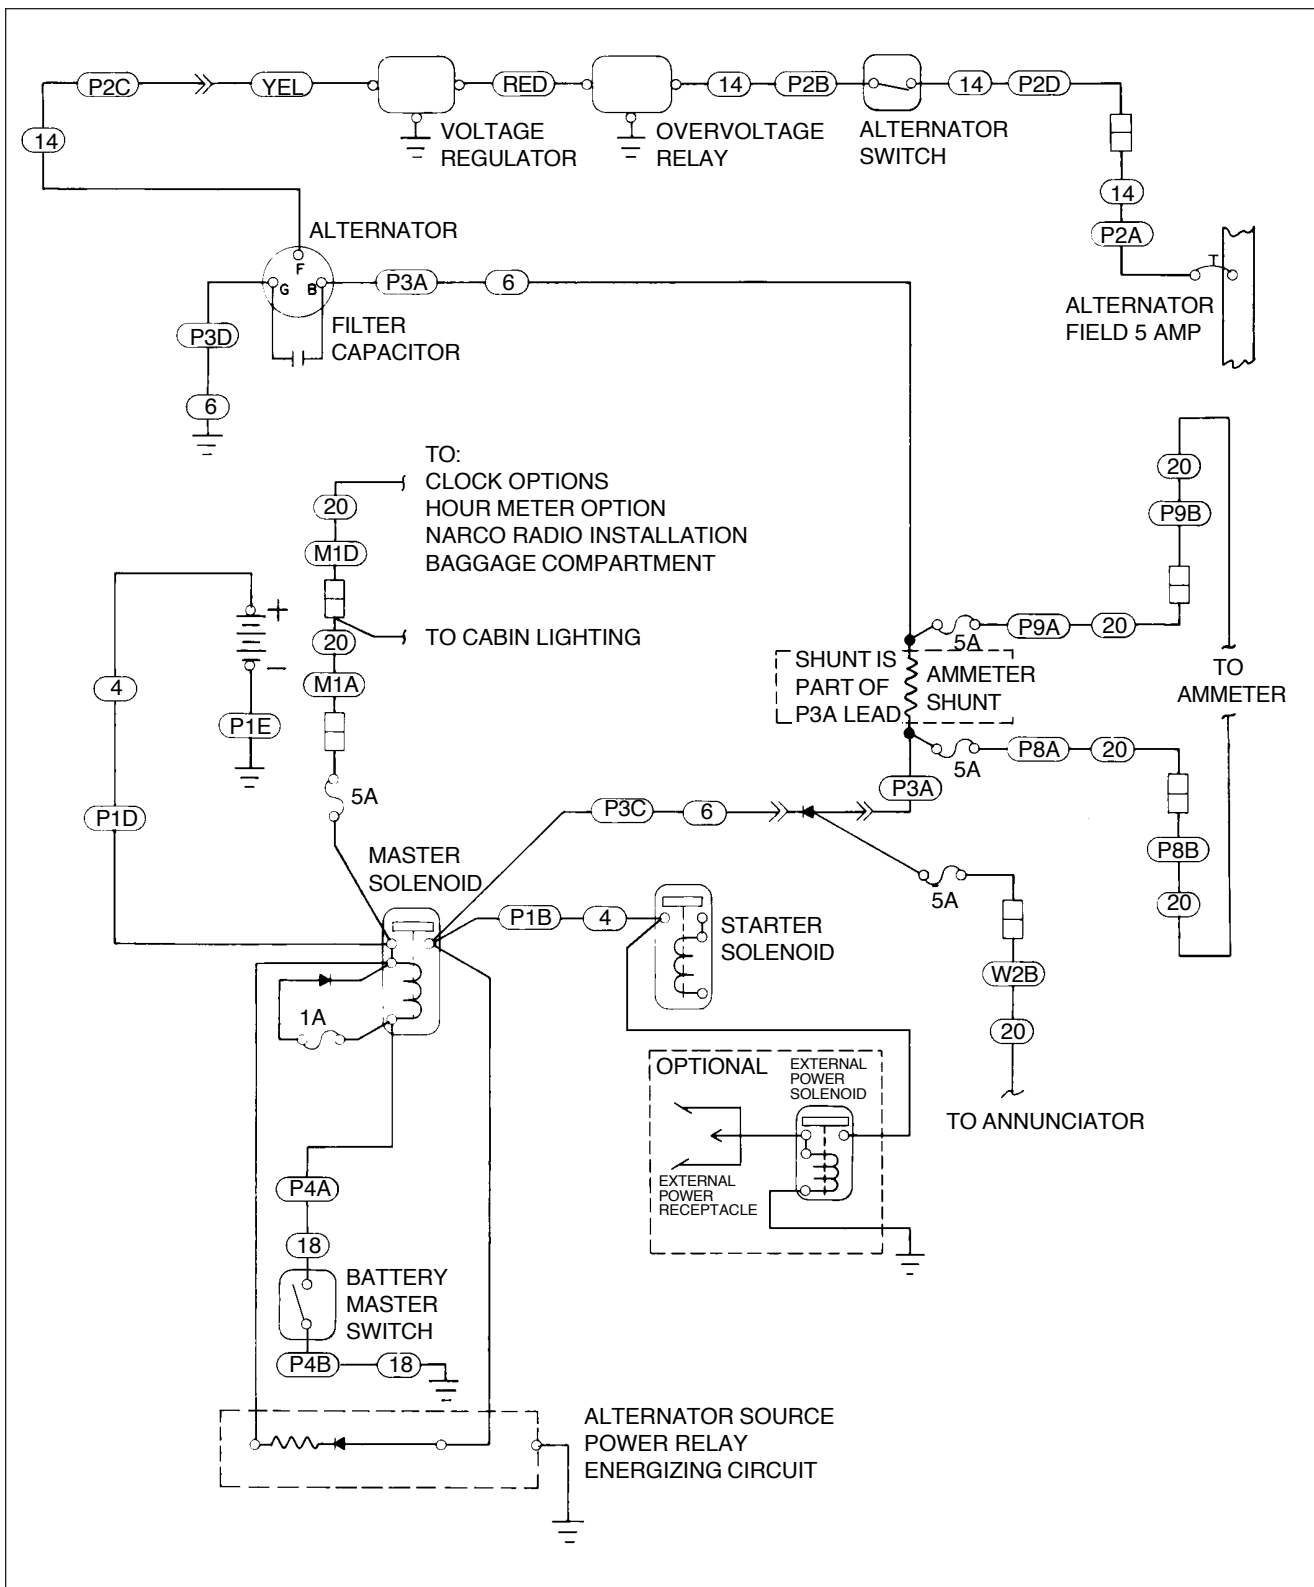 P2C
YEL
RED
14
P2B
14
P2D
VOLTAGE
REGULATOR
OVERVOLTAGE
RELAY
ALTERNATOR
SWITCH
14
14
P2A
ALTERNATOR
F
G
B
P3A
6
FILTER
CAPACITOR
P3D
6
T
ALTERNATOR
FIELD 5 AMP
TO:
CLOCK OPTIONS
HOUR METER OPTION
NARCO RADIO INSTALLATION
BAGGAGE COMPARTMENT
20
M1D
TO CABIN LIGHTING
20
M1A
5A
+
−
4
P1E
P1D
20
P9B
5A
P9A
20
SHUNT IS
PART OF
P3A LEAD
AMMETER
SHUNT
TO
AMMETER
5A
P8A
20
P3A
P8B
20
P3C
6
5A
W2B
20
TO ANNUNCIATOR
MASTER
SOLENOID
P1B
4
STARTER
SOLENOID
1A
OPTIONAL
EXTERNAL
POWER
SOLENOID
EXTERNAL
POWER
RECEPTACLE
P4A
18
BATTERY
MASTER
SWITCH
P4B
18
ALTERNATOR SOURCE
POWER RELAY
ENERGIZING CIRCUIT